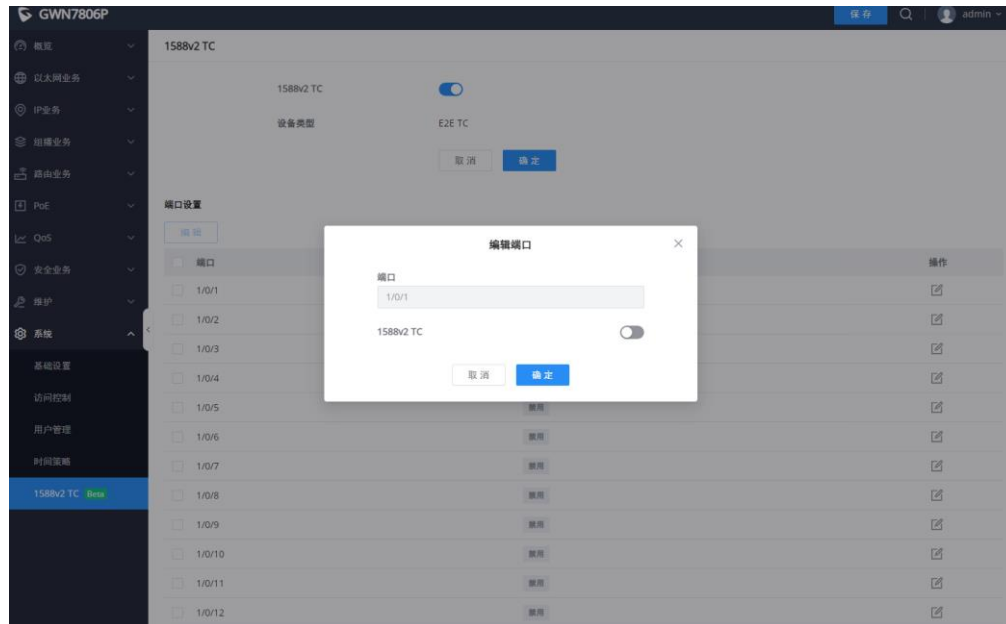 GWN7806P
保存
admin
概览
以太网业务
IP业务
组播业务
路由业务
PoE
QoS
安全业务
维护
系统
基础设置
访问控制
用户管理
时间策略
1588v2 TC Beta
1588v2 TC
1588v2 TC
设备类型 E2E TC
取消 确定
端口设置
编辑
端口 操作
1/0/1
1/0/2
1/0/3
1/0/4
1/0/5 禁用
1/0/6 禁用
1/0/7 禁用
1/0/8 禁用
1/0/9 禁用
1/0/10 禁用
1/0/11 禁用
1/0/12 禁用
编辑端口
端口
1/0/1
1588v2 TC
取消 确定